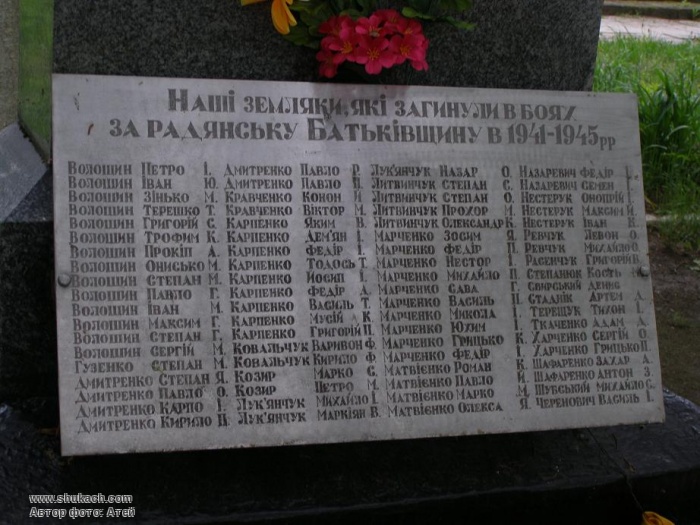 Наші земляки, які загинули в боях
за радянську Батьківщину в 1941-1945рр
Волошин Петро І. Дмитренко Павло Р. Лук'янчук Назар О. Назаревич Федір І.
Волошин Іван Ю. Дмитренко Павло Литвинчук Степан С. Назаревич Семен
Волошин Зінько М. Кравченко Конон Й. Литвинчук Степан О. Нестерук Оношрій І.
Волошин Терешко Т. Кравченко Віктор М. Литвинчук Прохор М. Нестерук Максим Й.
Волошин Григорій С. Карпенко Яким В. Литвинчук Олександр К. Нестерук Іван К.
Волошин Трофим К. Карпенко Дем'ян І. Марченко Зосим Я. Ревчук Левон О.
Волошин Прокіп А. Карпенко Федір І. Марченко Федір П. Ревчук Михайло О.
Волошин Онисько М. Карпенко Тодось Т. Марченко Нестор І. Расенчук Григорій В.
Волошин Степан М. Карпенко Йосип І. Марченко Михайло П. Степанюк Кость
Волошин Павло Г. Карпенко Федір А. Марченко Сава Г. Свирський Денис
Волошин Іван М. Карпенко Василь Т. Марченко Василь П. Стаднік Артем Д.
Волошин Максим Г. Карпенко Мусій К. Марченко Микола І. Терещук Тихон І.
Волошин Степан Г. Карпенко Григорій П. Марченко Юхим І. Ткаченко Адам Д.
Волошин Сергій М. Ковальчук Варивон Ф. Марченко Грицько К. Харченко Сергій О.
Гузенко Степан М. Ковальчук Кирило Ф. Марченко Федір І. Харченко Грицько П.
Дмитренко Степан Я. Козир Марко С. Матвієнко Роман К. Шафаренко Захар А.
Дмитренко Павло О. Козир Петро М. Матвієнко Павло Й. Шафаренко Антон З.
Дмитренко Карпо І. Лук'янчук Михайло І. Матвієнко Марко М. Шубський Михайло С.
Дмитренко Кирило Лук'янчук Маркіян В. Матвієнко Олекса Я. Черенович Василь І.
www.shukach.com
Автор фото: Атей